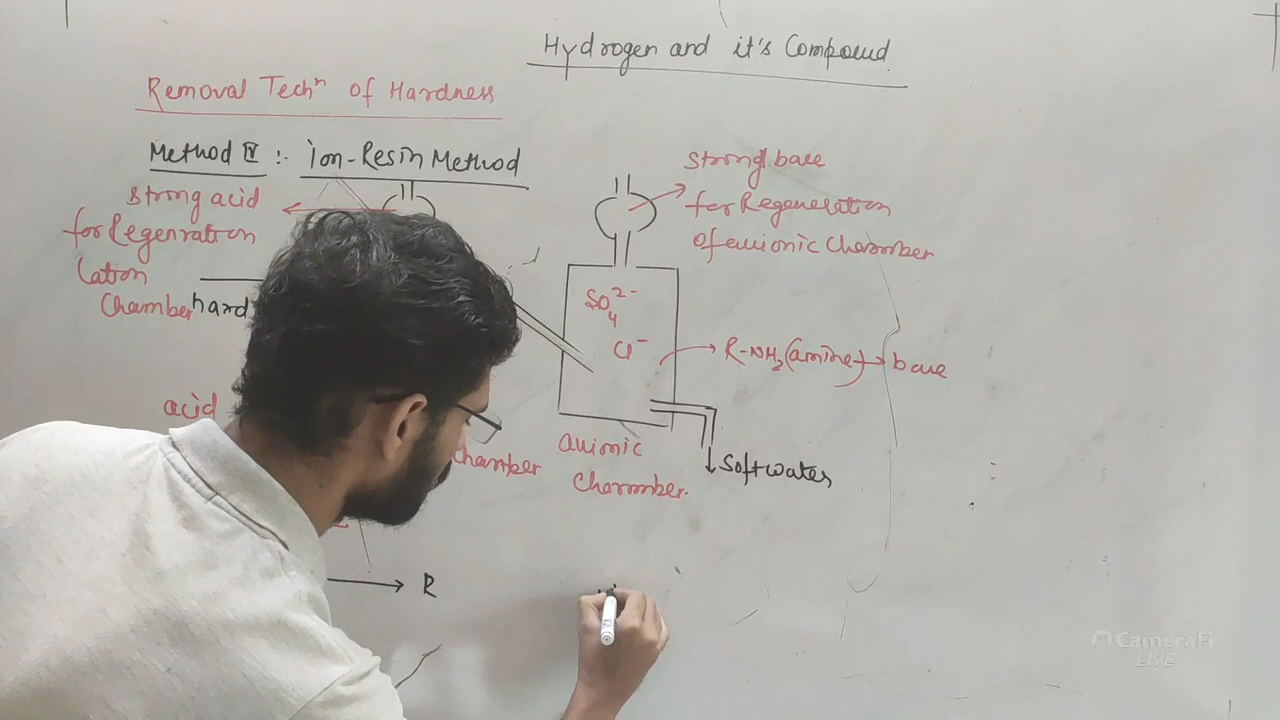 Hydrogen and it's Compound.
Removal Techⁿ of Hardness
Method IV :- ion-Resin Method
strong acid
for Regenration
Cation
Chamber
hard
strong base
for Regeneration
of anionic Chamber
SO₄²⁻
Cl⁻
R-NH₂(amine) → base
acid
chamber
anionic
Chamber.
Soft water
→ R
CameraFi
LIVE